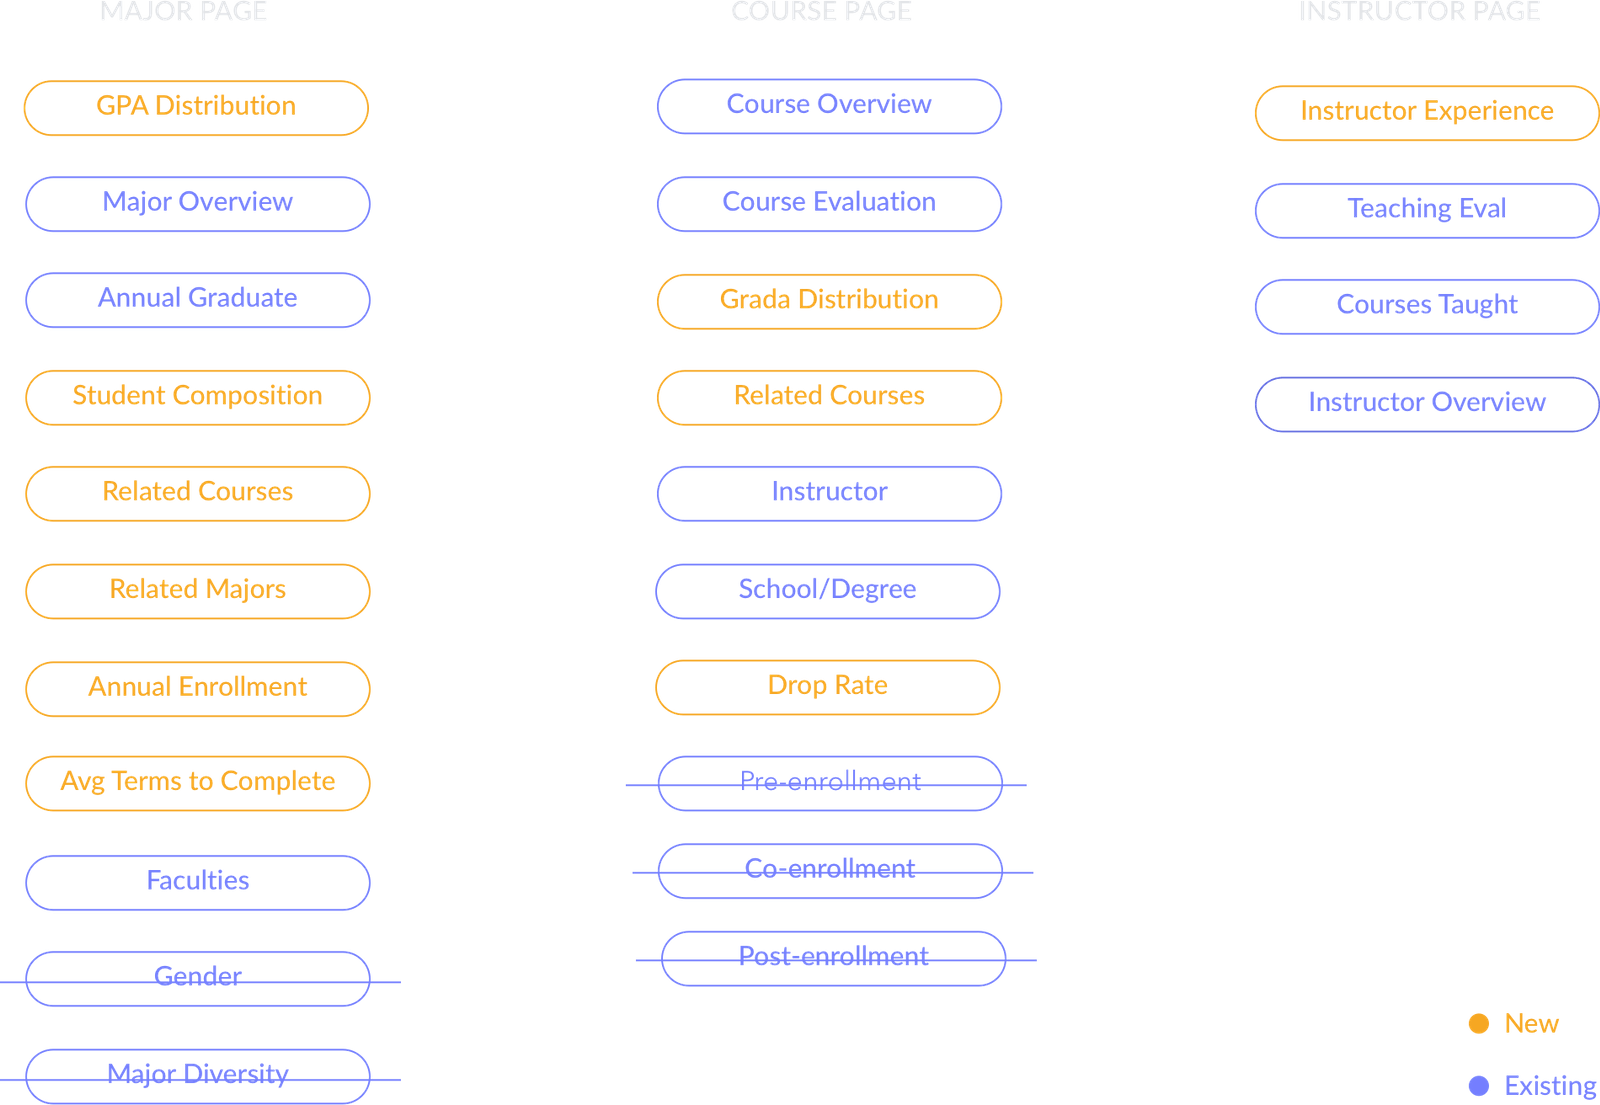 MAJOR PAGE
GPA Distribution
Major Overview
Annual Graduate
Student Composition
Related Courses
Related Majors
Annual Enrollment
Avg Terms to Complete
Faculties
Gender
Major Diversity
COURSE PAGE
Course Overview
Course Evaluation
Grada Distribution
Related Courses
Instructor
School/Degree
Drop Rate
Pre-enrollment
Co-enrollment
Post-enrollment
INSTRUCTOR PAGE
Instructor Experience
Teaching Eval
Courses Taught
Instructor Overview
New
Existing